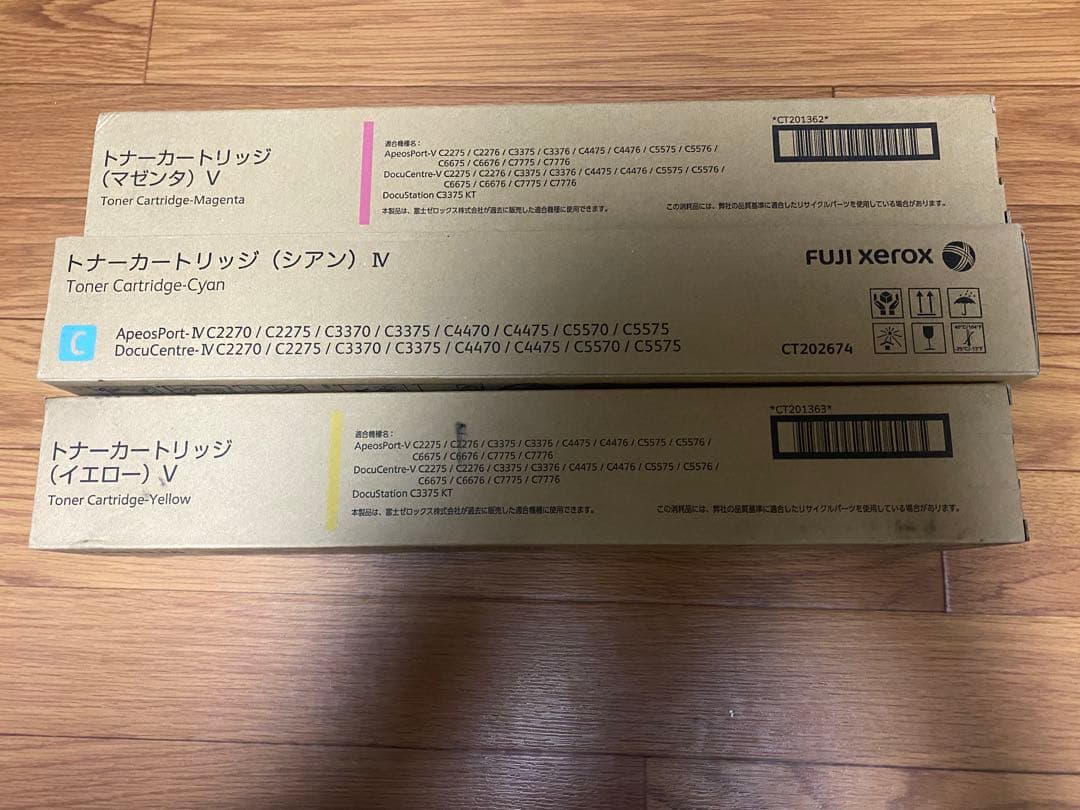 トナーカートリッジ
（マゼンタ）V
Toner Cartridge-Magenta
適合機種名：
ApeosPort-V C2275 / C2276 / C3375 / C3376 / C4475 / C4476 / C5575 / C5576 /
C6675 / C6676 / C7775 / C7776
DocuCentre-V C2275 / C2276 / C3375 / C3376 / C4475 / C4476 / C5575 / C5576 /
C6675 / C6676 / C7775 / C7776
DocuStation C3375 KT
本製品は、富士ゼロックス株式会社が過去に販売した適合機種に使用できます。
*CT201362*
この消耗品には、弊社の品質基準に適合したリサイクルパーツを使用している場合があります。
トナーカートリッジ（シアン）Ⅳ
Toner Cartridge-Cyan
C
ApeosPort-Ⅳ C2270 / C2275 / C3370 / C3375 / C4470 / C4475 / C5570 / C5575
DocuCentre-Ⅳ C2270 / C2275 / C3370 / C3375 / C4470 / C4475 / C5570 / C5575
FUJI xerox
CT202674
トナーカートリッジ
（イエロー）V
Toner Cartridge-Yellow
適合機種名：
ApeosPort-V C2275 / C2276 / C3375 / C3376 / C4475 / C4476 / C5575 / C5576 /
C6675 / C6676 / C7775 / C7776
DocuCentre-V C2275 / C2276 / C3375 / C3376 / C4475 / C4476 / C5575 / C5576 /
C6675 / C6676 / C7775 / C7776
DocuStation C3375 KT
本製品は、富士ゼロックス株式会社が過去に販売した適合機種に使用できます。
*CT201363*
この消耗品には、弊社の品質基準に適合したリサイクルパーツを使用している場合があります。